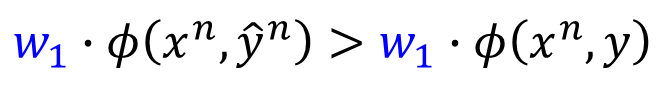 w₁ · ϕ(xⁿ, ŷⁿ) > w₁ · ϕ(xⁿ, y)